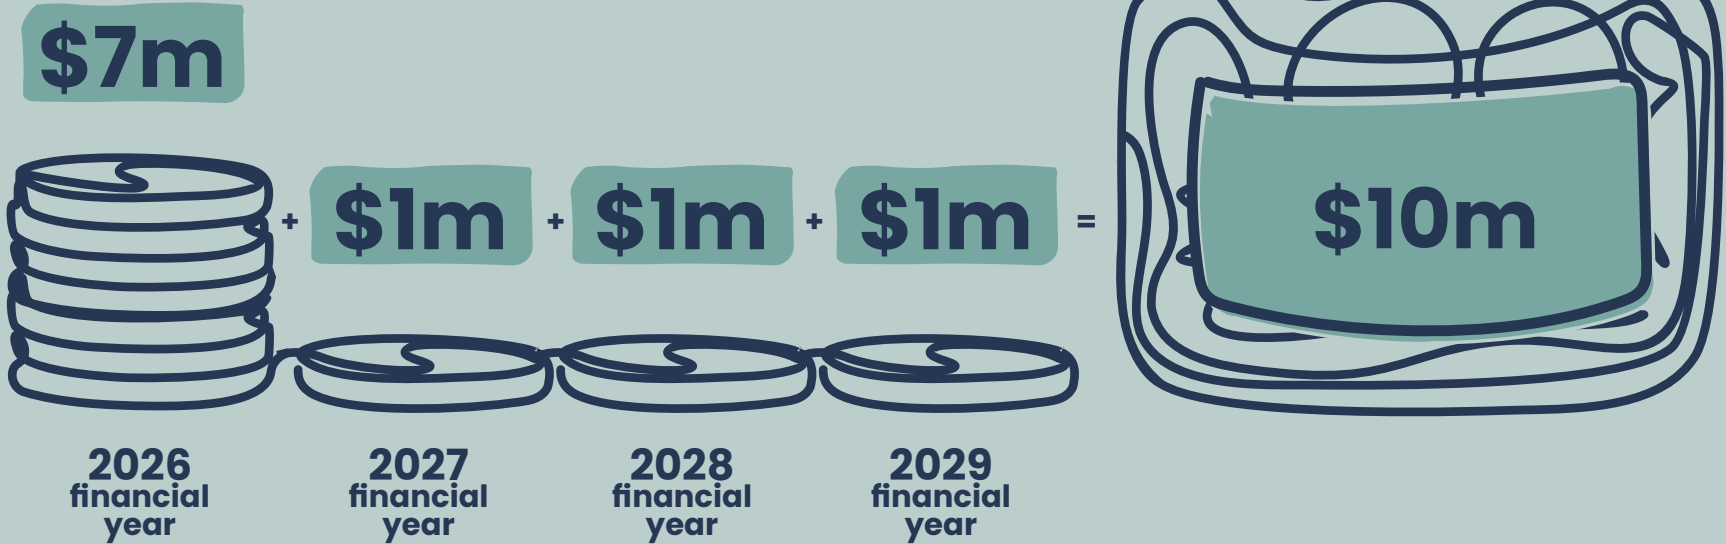 $7m
+ $1m + $1m + $1m = $10m
2026 2027 2028 2029
financial financial financial financial
year year year year